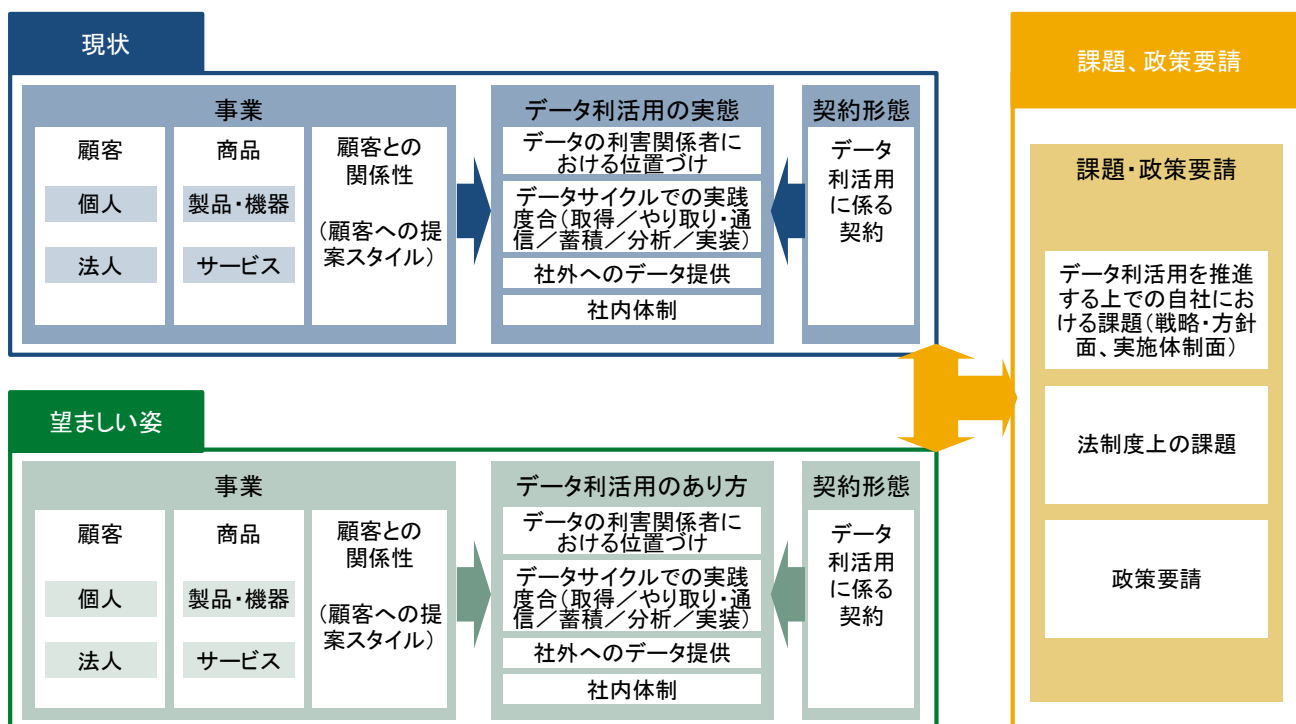 現状
事業
顧客
個人
法人
商品
製品・機器
サービス
顧客との
関係性
(顧客への提
案スタイル)
データ利活用の実態
データの利害関係者に
おける位置づけ
データサイクルでの実践
度合(取得／やり取り・通
信／蓄積／分析／実装)
社外へのデータ提供
社内体制
契約形態
データ
利活用
に係る
契約
望ましい姿
事業
顧客
個人
法人
商品
製品・機器
サービス
顧客との
関係性
(顧客への提
案スタイル)
データ利活用のあり方
データの利害関係者に
おける位置づけ
データサイクルでの実践
度合(取得／やり取り・通
信／蓄積／分析／実装)
社外へのデータ提供
社内体制
契約形態
データ
利活用
に係る
契約
課題、政策要請
課題・政策要請
データ利活用を推進
する上での自社にお
ける課題(戦略・方針
面、実施体制面)
法制度上の課題
政策要請